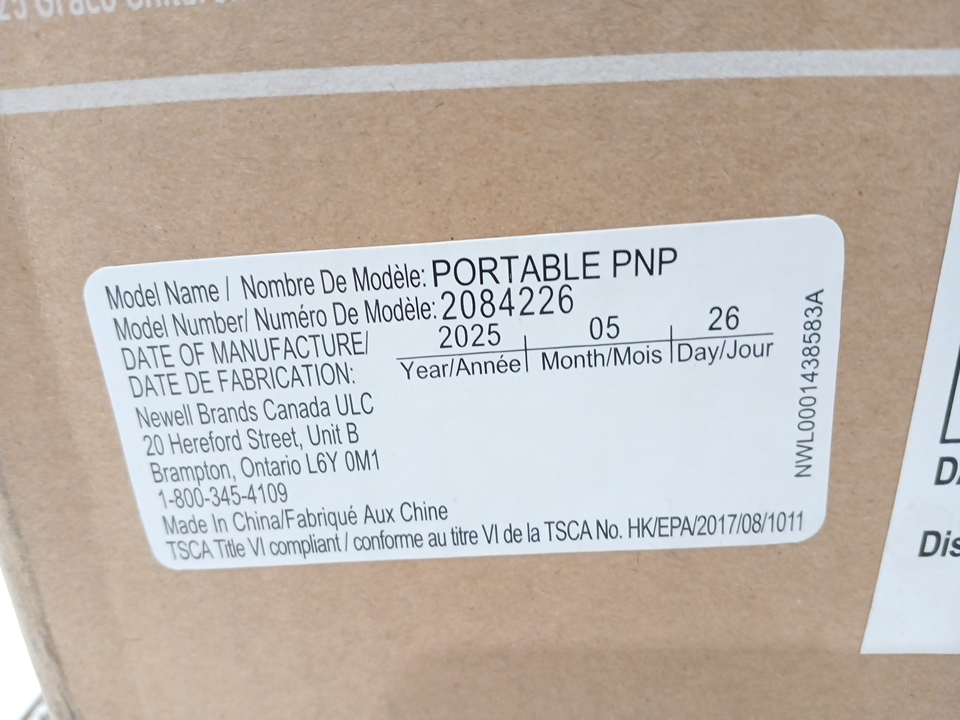 25 Graco
Model Name / Nombre De Modèle: PORTABLE PNP
Model Number/ Numéro De Modèle: 2084226
DATE OF MANUFACTURE/ 2025 05 26
DATE DE FABRICATION: Year/Année Month/Mois Day/Jour
Newell Brands Canada ULC
20 Hereford Street, Unit B
Brampton, Ontario L6Y 0M1
1-800-345-4109
Made In China/Fabriqué Aux Chine
TSCA Title VI compliant / conforme au titre VI de la TSCA No. HK/EPA/2017/08/1011
NWL0001438583A
Dis